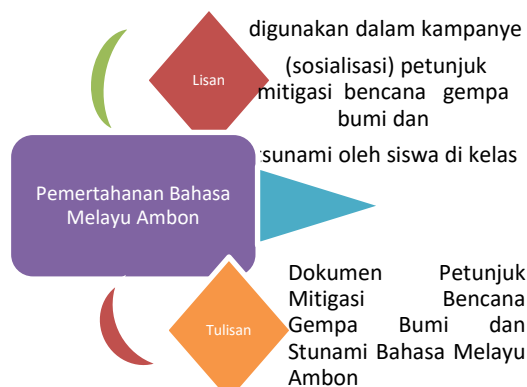 digunakan dalam kampanye
(sosialisasi) petunjuk
mitigasi bencana gempa
bumi dan
tsunami oleh siswa di kelas
Lisan
Pemertahanan Bahasa
Melayu Ambon
Tulisan
Dokumen Petunjuk
Mitigasi Bencana
Gempa Bumi dan
Stunami Bahasa Melayu
Ambon